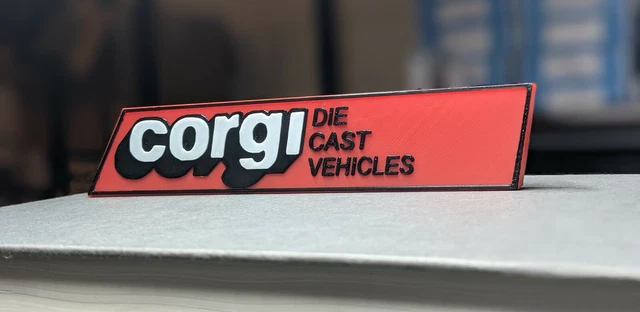 corgi
DIE
CAST
VEHICLES